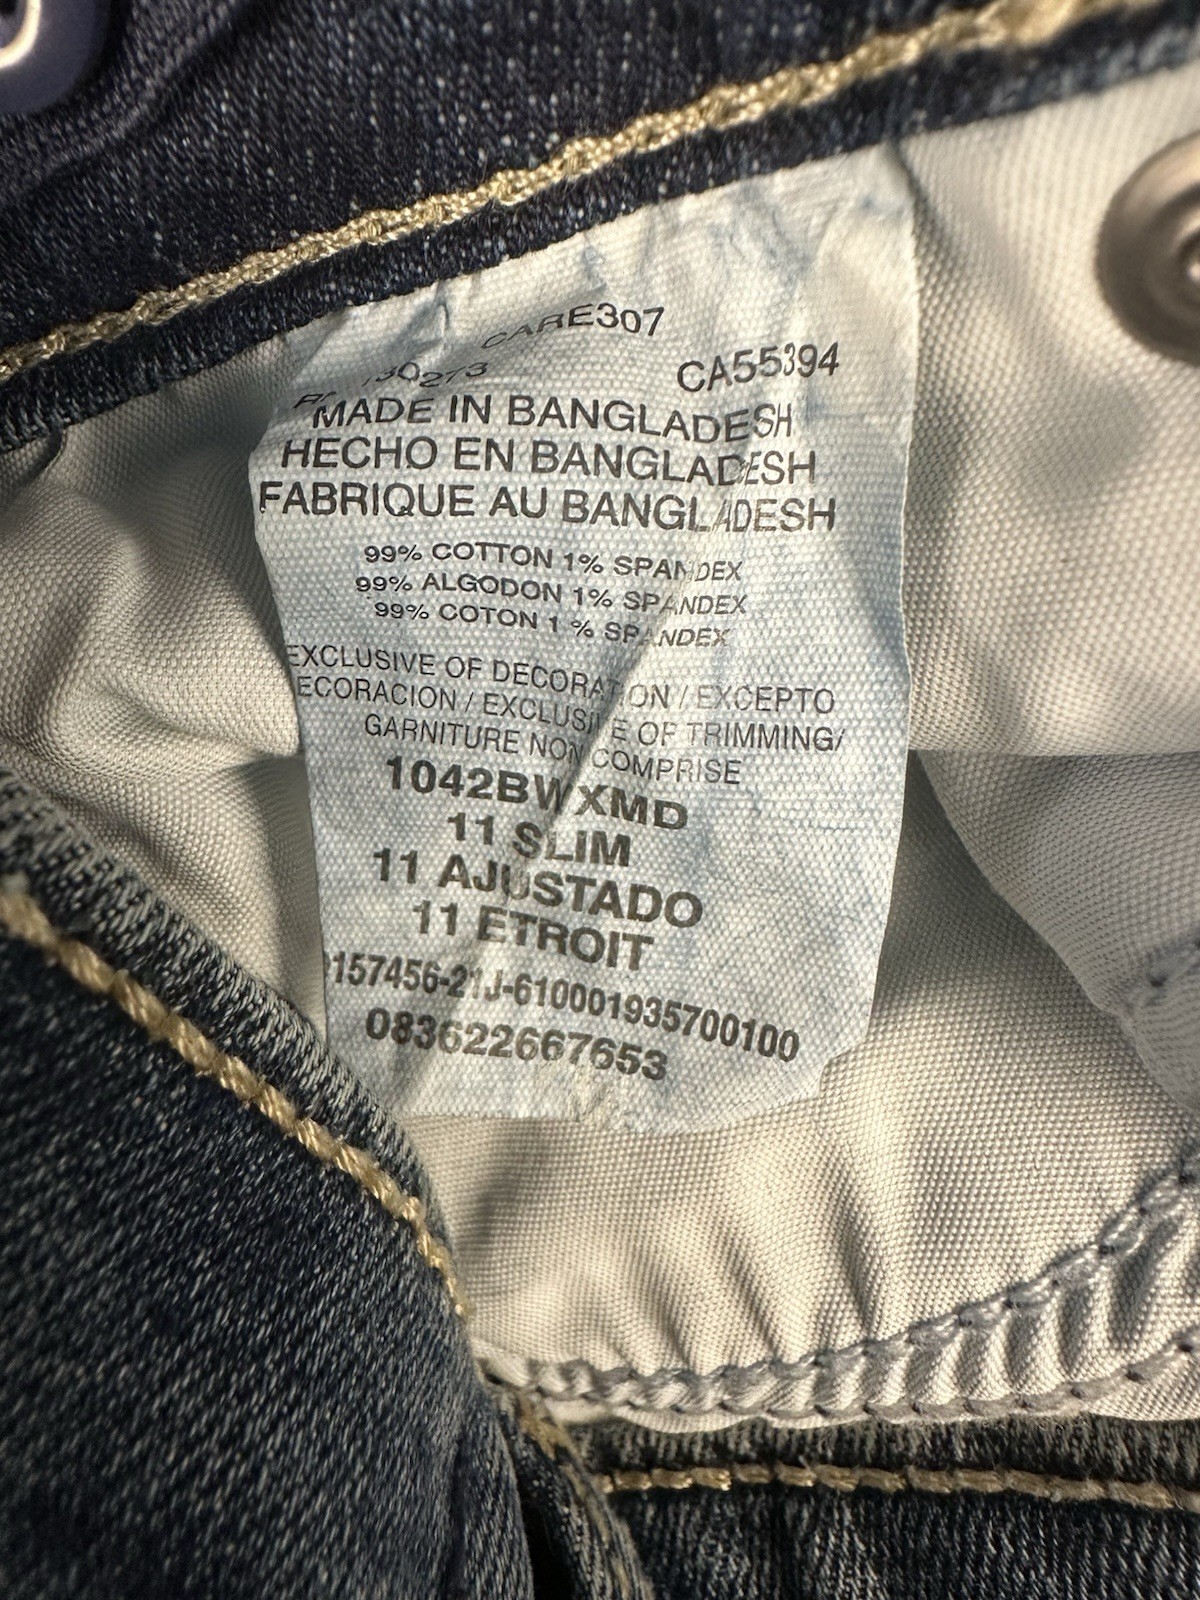 CARE307
CA55394
MADE IN BANGLADESH
HECHO EN BANGLADESH
FABRIQUE AU BANGLADESH
99% COTTON 1% SPANDEX
99% ALGODON 1% SPANDEX
99% COTON 1 % SPANDEX
EXCLUSIVE OF DECORATION / EXCEPTO
ECORACION / EXCLUSIVE OF TRIMMING/
GARNITURE NON COMPRISE
1042BWXMD
11 SLIM
11 AJUSTADO
11 ETROIT
157456-21J-610001935700100
083622667653